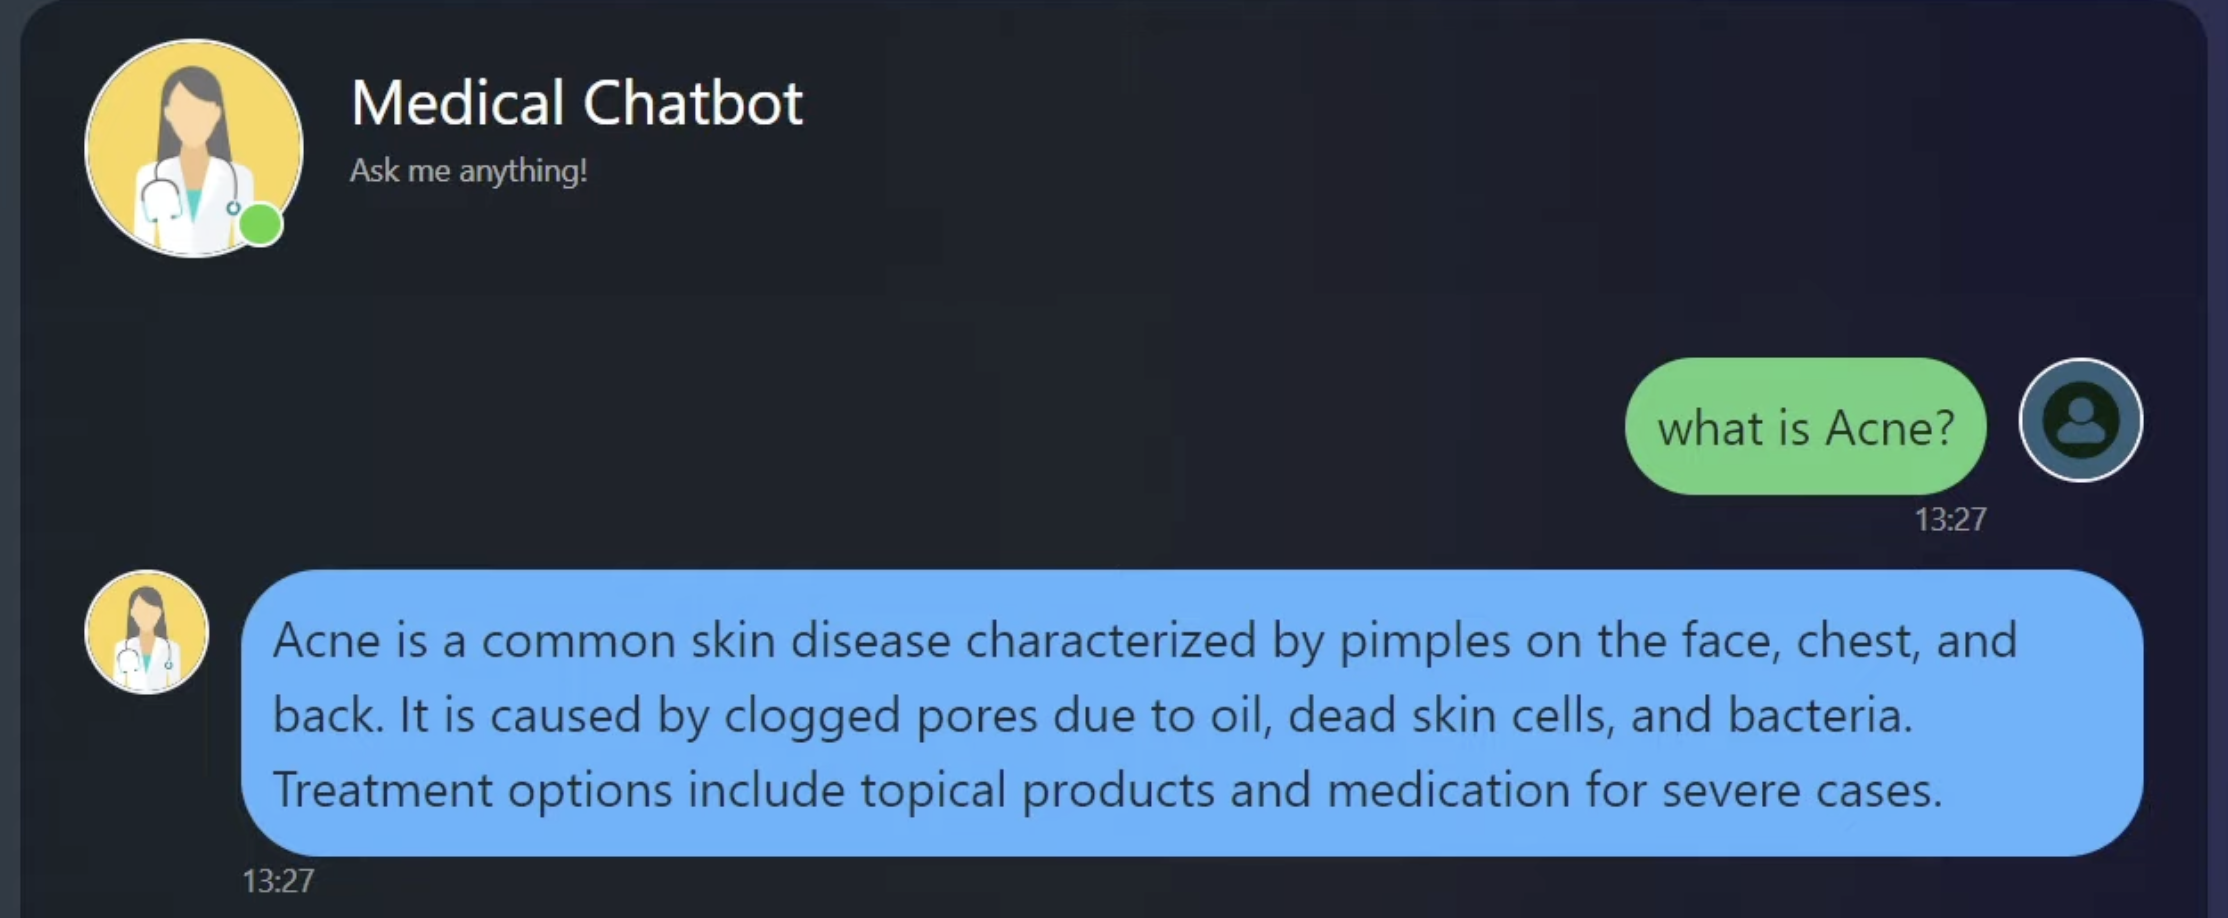 Medical Chatbot
Ask me anything!
what is Acne?
13:27
Acne is a common skin disease characterized by pimples on the face, chest, and
back. It is caused by clogged pores due to oil, dead skin cells, and bacteria.
Treatment options include topical products and medication for severe cases.
13:27